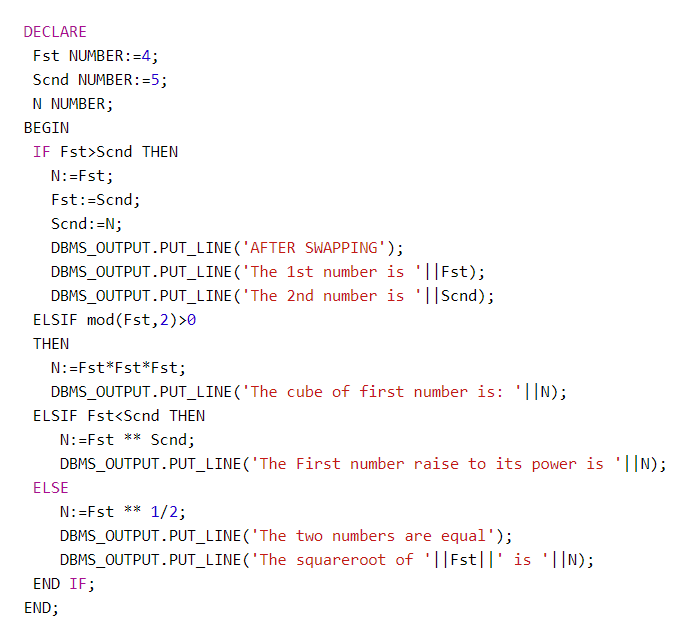 DECLARE
 Fst NUMBER:=4;
 Scnd NUMBER:=5;
 N NUMBER;
BEGIN
 IF Fst>Scnd THEN
   N:=Fst;
   Fst:=Scnd;
   Scnd:=N;
   DBMS_OUTPUT.PUT_LINE('AFTER SWAPPING');
   DBMS_OUTPUT.PUT_LINE('The 1st number is '||Fst);
   DBMS_OUTPUT.PUT_LINE('The 2nd number is '||Scnd);
 ELSIF mod(Fst,2)>0
 THEN
   N:=Fst*Fst*Fst;
   DBMS_OUTPUT.PUT_LINE('The cube of first number is: '||N);
 ELSIF Fst<Scnd THEN
    N:=Fst ** Scnd;
    DBMS_OUTPUT.PUT_LINE('The First number raise to its power is '||N);
 ELSE
    N:=Fst ** 1/2;
    DBMS_OUTPUT.PUT_LINE('The two numbers are equal');
    DBMS_OUTPUT.PUT_LINE('The squareroot of '||Fst||' is '||N);
 END IF;
END;